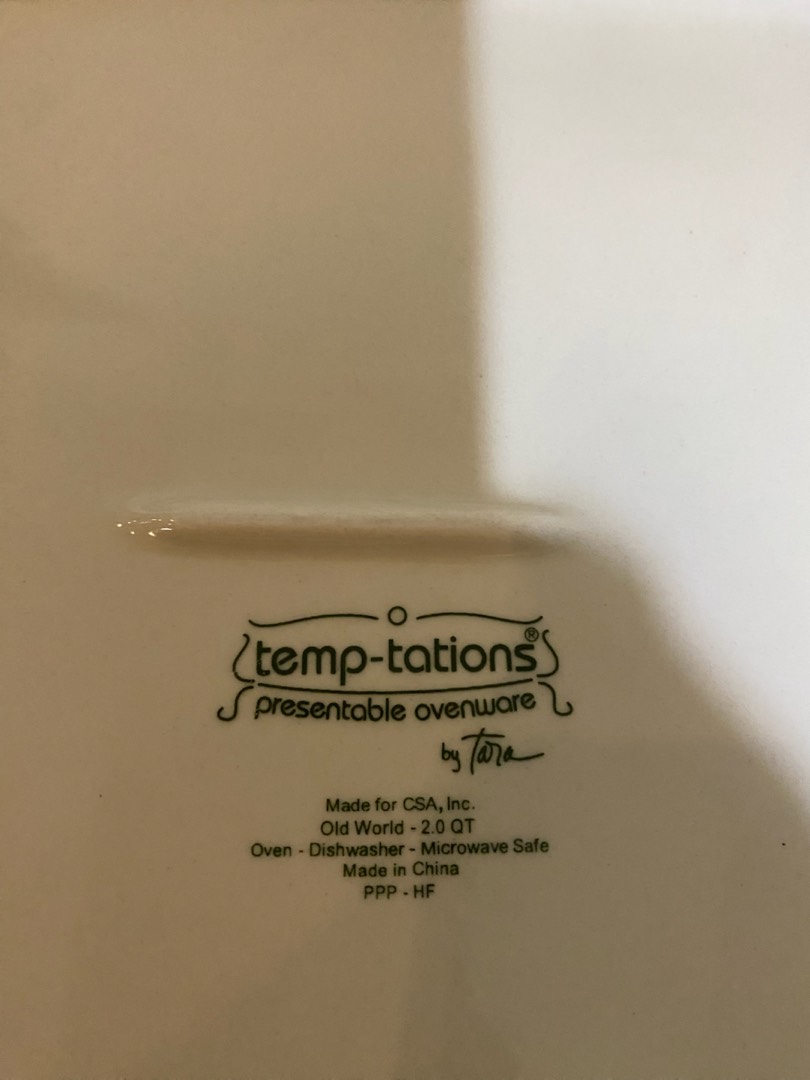 temp-tations®
presentable ovenware
by Tara
Made for CSA, Inc.
Old World - 2.0 QT
Oven - Dishwasher - Microwave Safe
Made in China
PPP - HF